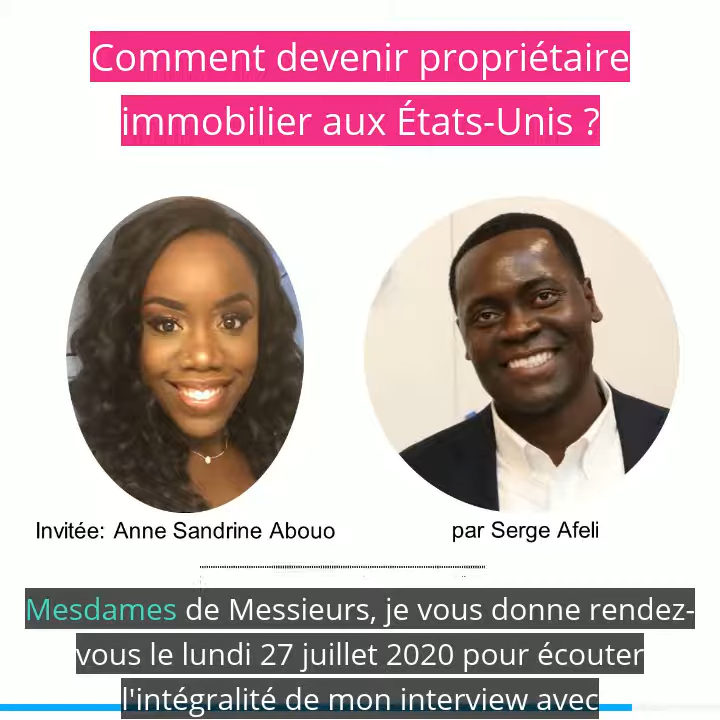 Comment devenir propriétaire
immobilier aux États-Unis ?
Invitée: Anne Sandrine Abouo
par Serge Afeli
Mesdames de Messieurs, je vous donne rendez-
vous le lundi 27 juillet 2020 pour écouter
l'intégralité de mon interview avec